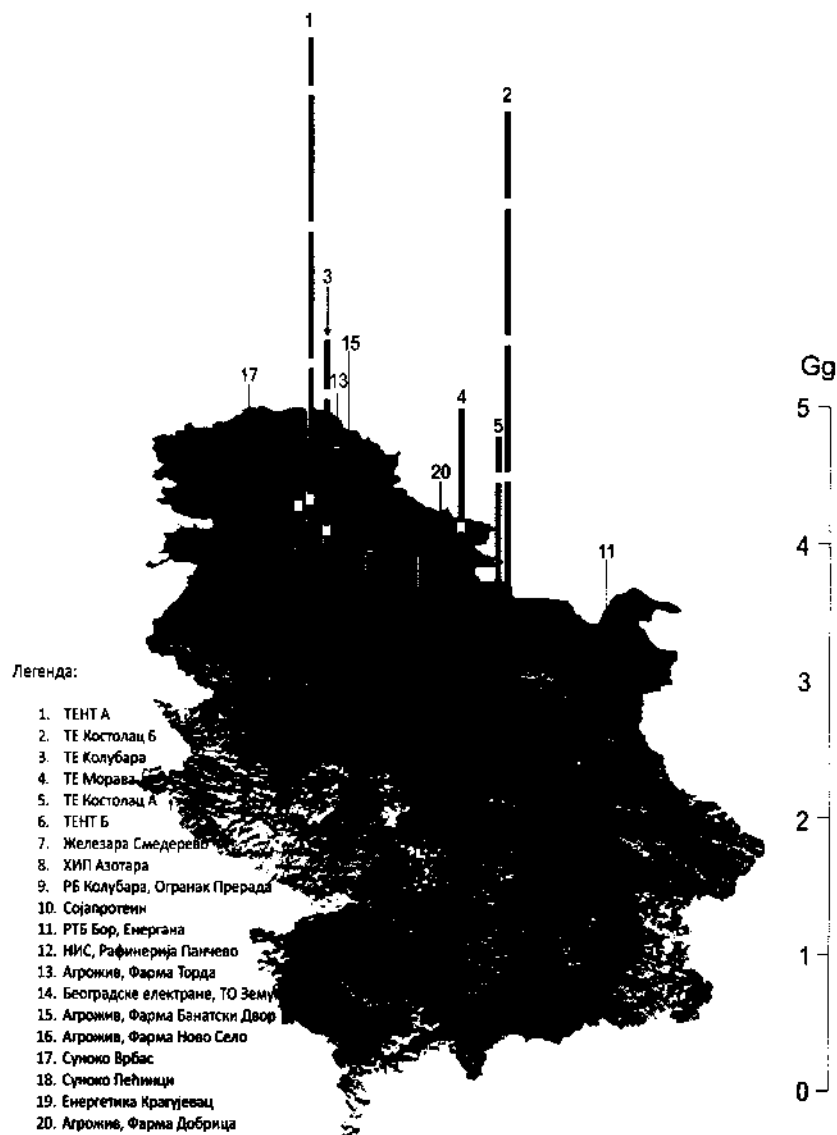 1
2
3
15
17
13
4
5
20
11
Gg
5
4
3
2
1
0
Легенда:
1. ТЕНТ А
2. ТЕ Костолац Б
3. ТЕ Колубара
4. ТЕ Морава
5. ТЕ Костолац А
6. ТЕНТ Б
7. Железара Смедерево
8. ХИП Азотара
9. РБ Колубара, Огранак Прерада
10. Сојапротеин
11. РТБ Бор, Енергана
12. НИС, Рафинерија Панчево
13. Агрожив, Фарма Торда
14. Београдске електране, ТО Зему
15. Агрожив, Фарма Банатски Двор
16. Агрожив, Фарма Ново Село
17. Суноко Врбас
18. Суноко Пећинци
19. Енергетика Крагујевац
20. Агрожив, Фарма Добрица